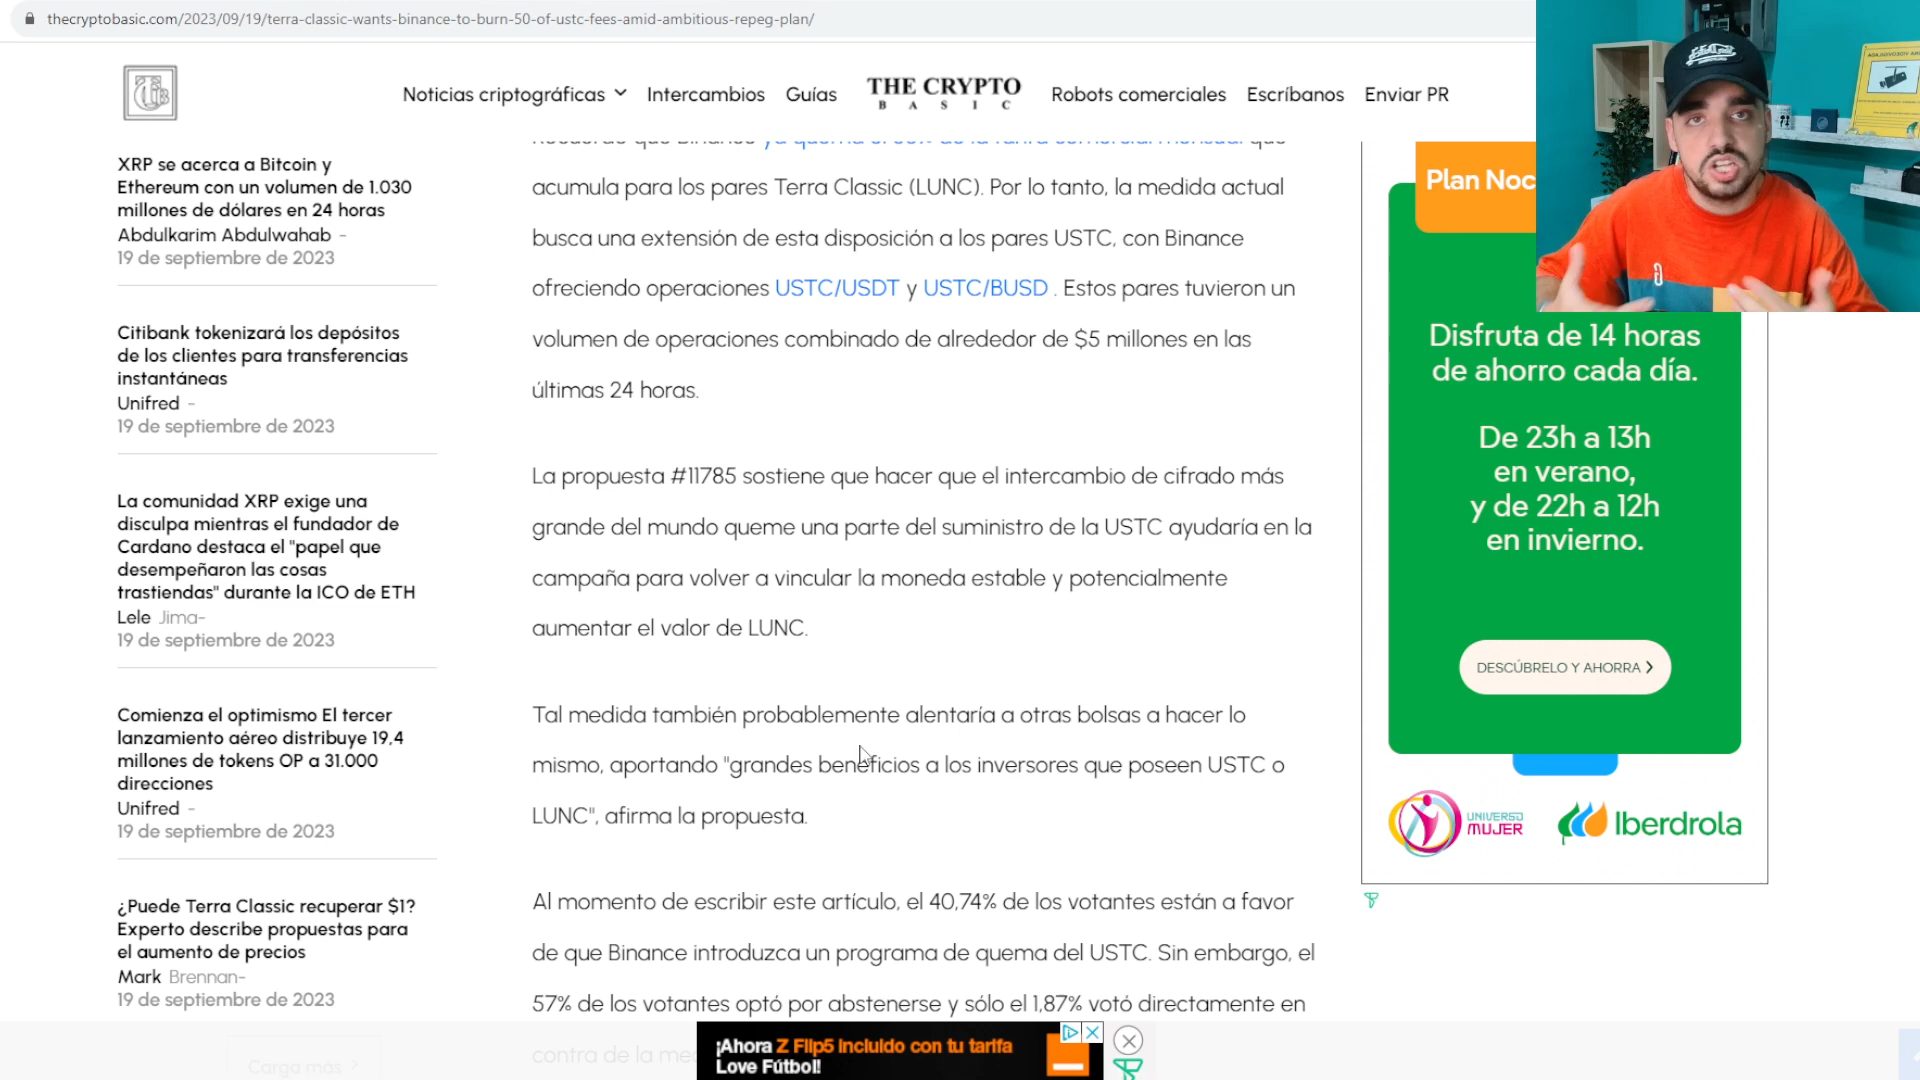 thecryptobasic.com/2023/09/19/terra-classic-wants-binance-to-burn-50-of-ustc-fees-amid-ambitious-repeg-plan/
Noticias criptográficas
Intercambios
Guías
THE CRYPTO
BASIC
Robots comerciales
Escríbanos
Enviar PR
XRP se acerca a Bitcoin y
Ethereum con un volumen de 1.030
millones de dólares en 24 horas
Abdulkarim Abdulwahab -
19 de septiembre de 2023
Citibank tokenizará los depósitos
de los clientes para transferencias
instantáneas
Unifred -
19 de septiembre de 2023
La comunidad XRP exige una
disculpa mientras el fundador de
Cardano destaca el "papel que
desempeñaron las cosas
trastiendas" durante la ICO de ETH
Lele Jima-
19 de septiembre de 2023
Comienza el optimismo El tercer
lanzamiento aéreo distribuye 19,4
millones de tokens OP a 31.000
direcciones
Unifred -
19 de septiembre de 2023
¿Puede Terra Classic recuperar $1?
Experto describe propuestas para
el aumento de precios
Mark Brennan-
19 de septiembre de 2023
Carga más
acumula para los pares Terra Classic (LUNC). Por lo tanto, la medida actual
busca una extensión de esta disposición a los pares USTC, con Binance
ofreciendo operaciones USTC/USDT y USTC/BUSD . Estos pares tuvieron un
volumen de operaciones combinado de alrededor de $5 millones en las
últimas 24 horas.
La propuesta #11785 sostiene que hacer que el intercambio de cifrado más
grande del mundo queme una parte del suministro de la USTC ayudaría en la
campaña para volver a vincular la moneda estable y potencialmente
aumentar el valor de LUNC.
Tal medida también probablemente alentaría a otras bolsas a hacer lo
mismo, aportando "grandes beneficios a los inversores que poseen USTC o
LUNC", afirma la propuesta.
Al momento de escribir este artículo, el 40,74% de los votantes están a favor
de que Binance introduzca un programa de quema del USTC. Sin embargo, el
57% de los votantes optó por abstenerse y sólo el 1,87% votó directamente en
contra de la
Plan Noc
Disfruta de 14 horas
de ahorro cada día.
De 23h a 13h
en verano,
y de 22h a 12h
en invierno.
DESCÚBRELO Y AHORRA
UNIVERSO
MUJER
Iberdrola
¡Ahora Z Flip5 incluido con tu tarifa
Love Fútbol!